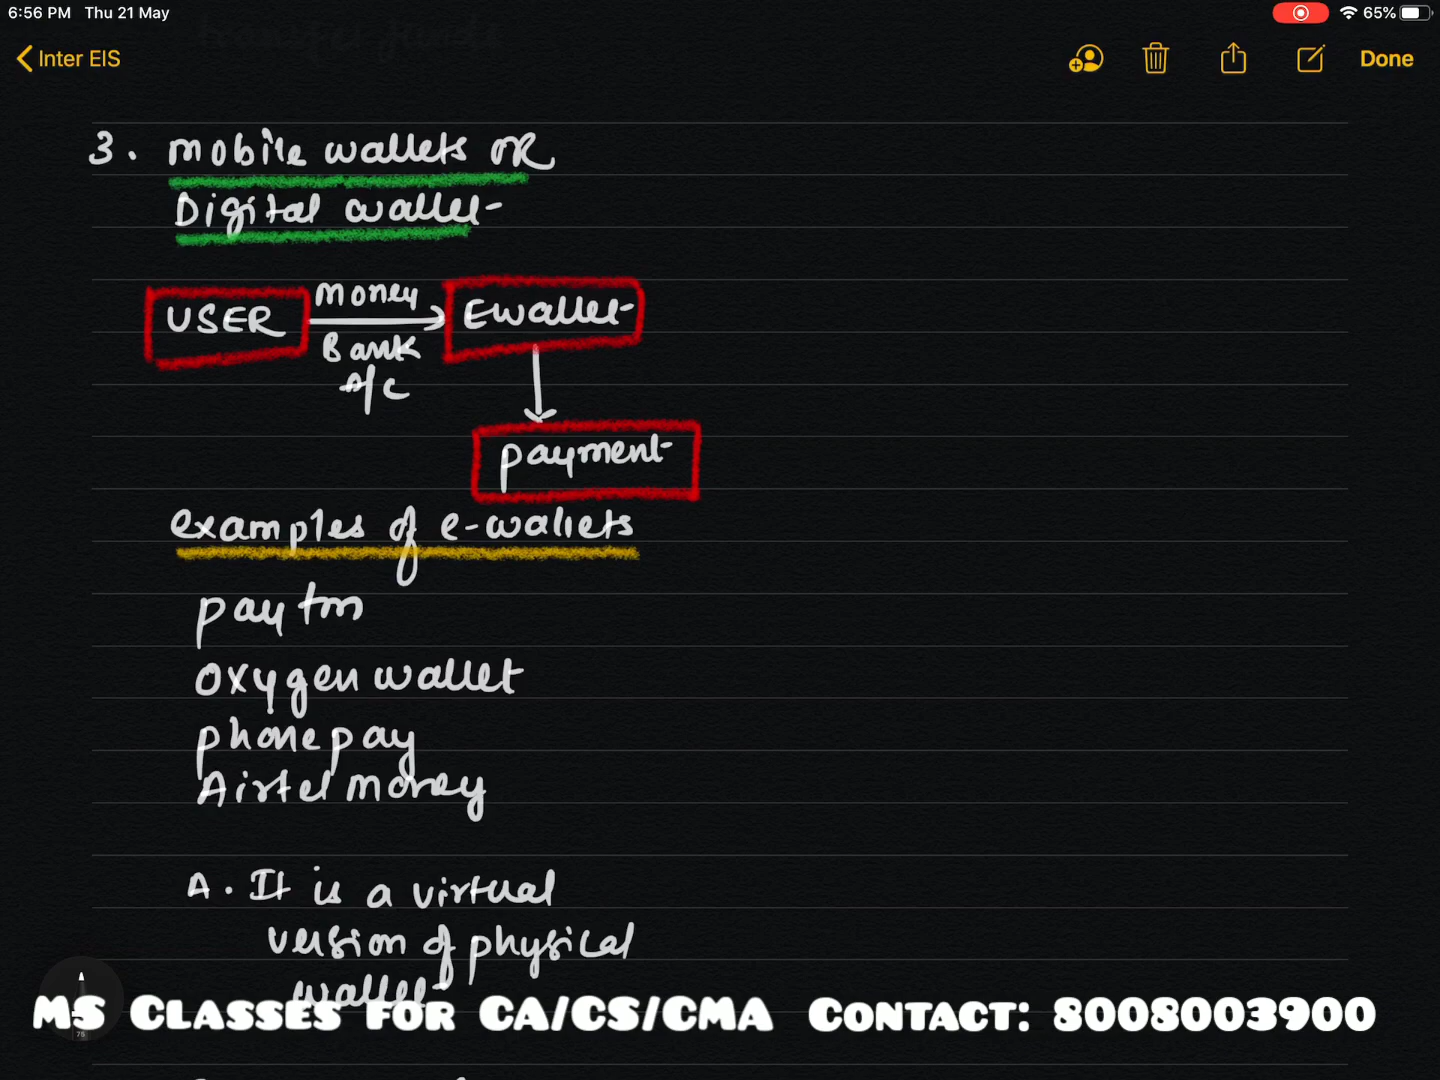 6:56 PM Thu 21 May
65%
Inter EIS
Done
3. mobile wallets OR
Digital wallet
USER
money
Bank
A/C
Ewallet
payment
examples of e-wallets
paytm
oxygen wallet
phonepay
Airtel money
A. It is a virtual
version of physical
wallet
MS Classes for CA/CS/CMA Contact: 8008003900